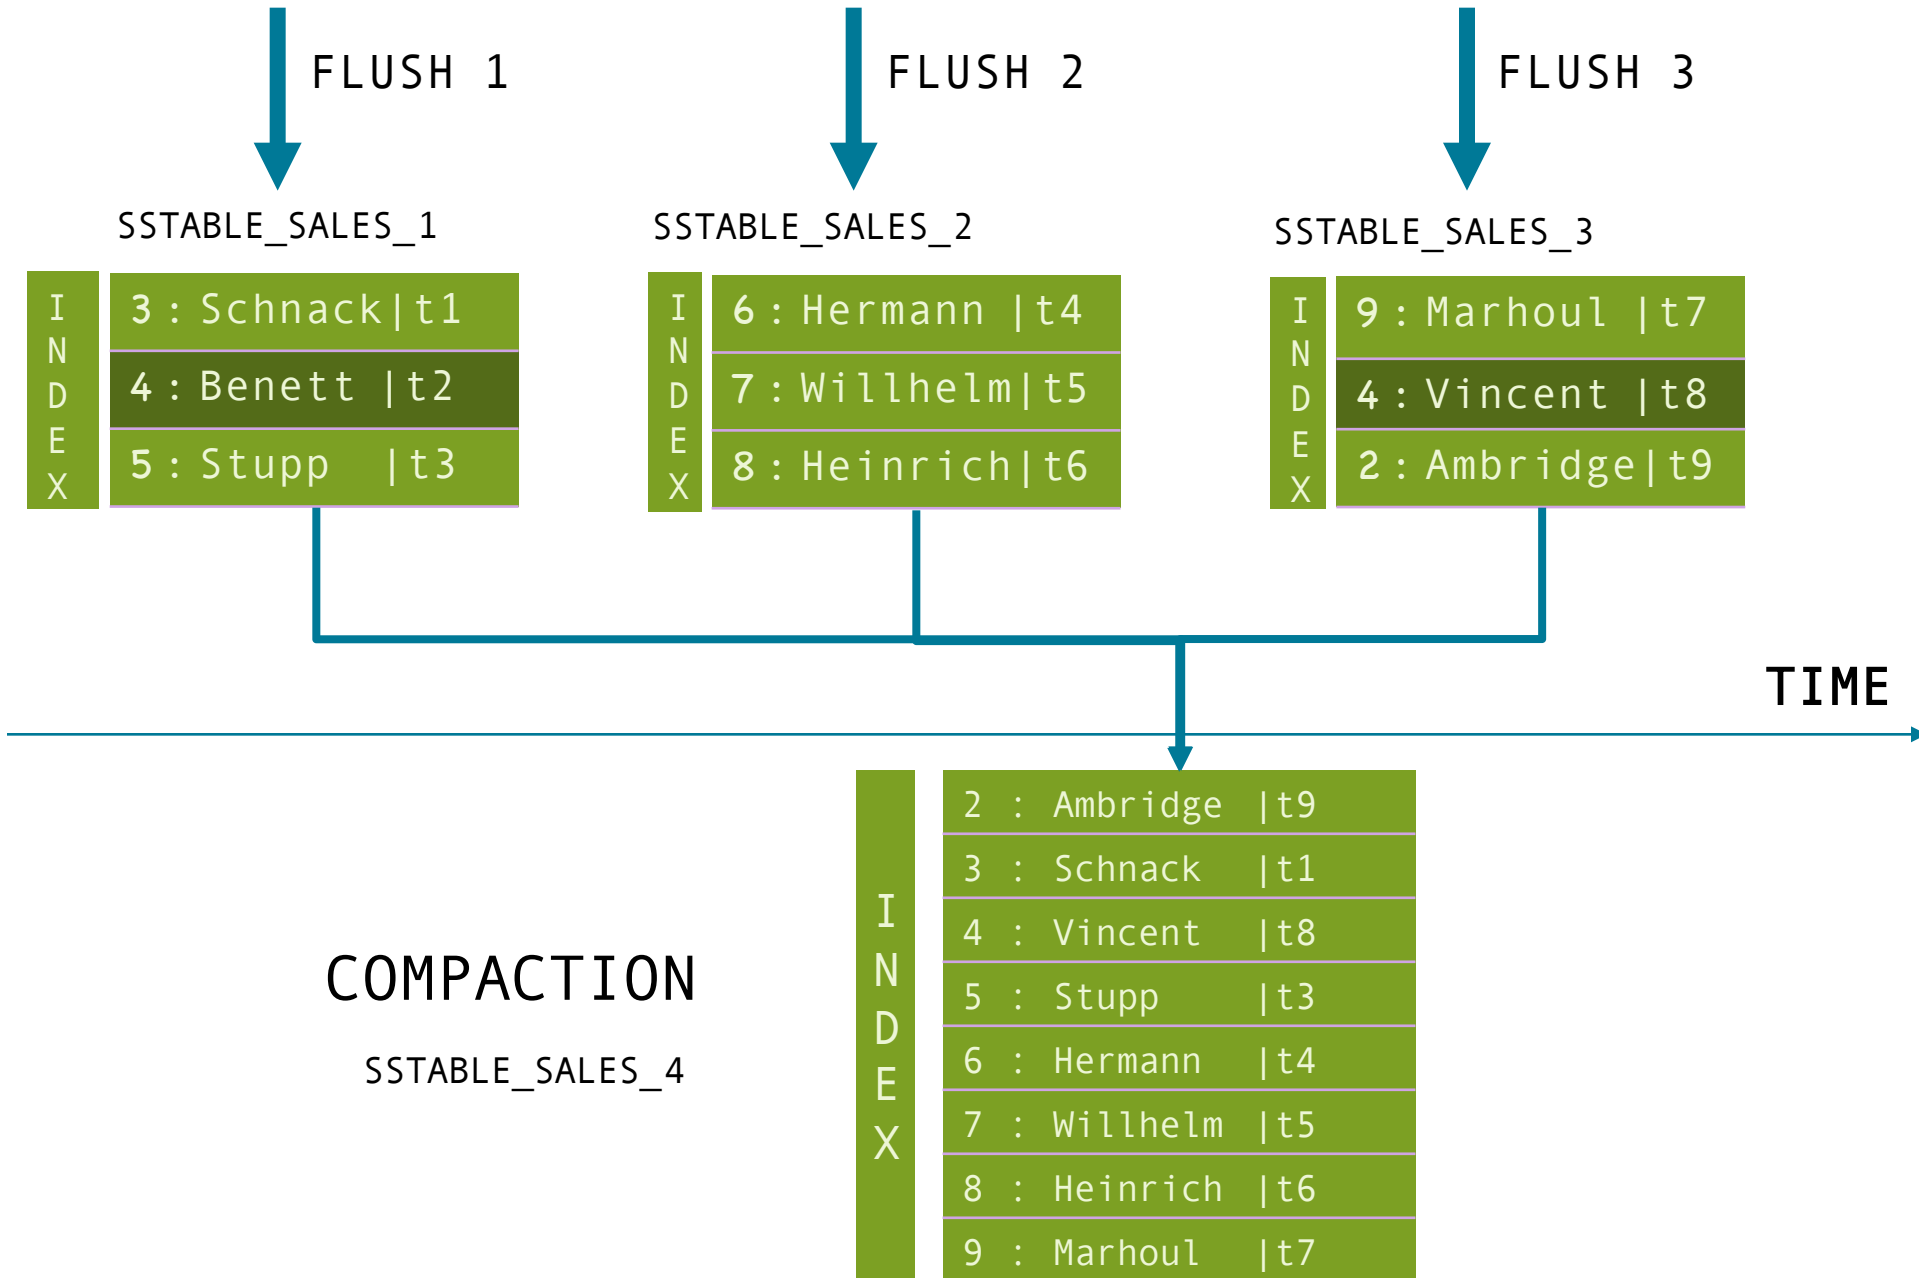 FLUSH 1
FLUSH 2
FLUSH 3
SSTABLE_SALES_1
SSTABLE_SALES_2
SSTABLE_SALES_3
INDEX
3 : Schnack|t1
4 : Benett |t2
5 : Stupp |t3
INDEX
6 : Hermann |t4
7 : Willhelm|t5
8 : Heinrich|t6
INDEX
9 : Marhoul |t7
4 : Vincent |t8
2 : Ambridge|t9
TIME
COMPACTION
SSTABLE_SALES_4
INDEX
2 : Ambridge |t9
3 : Schnack |t1
4 : Vincent |t8
5 : Stupp |t3
6 : Hermann |t4
7 : Willhelm |t5
8 : Heinrich |t6
9 : Marhoul |t7